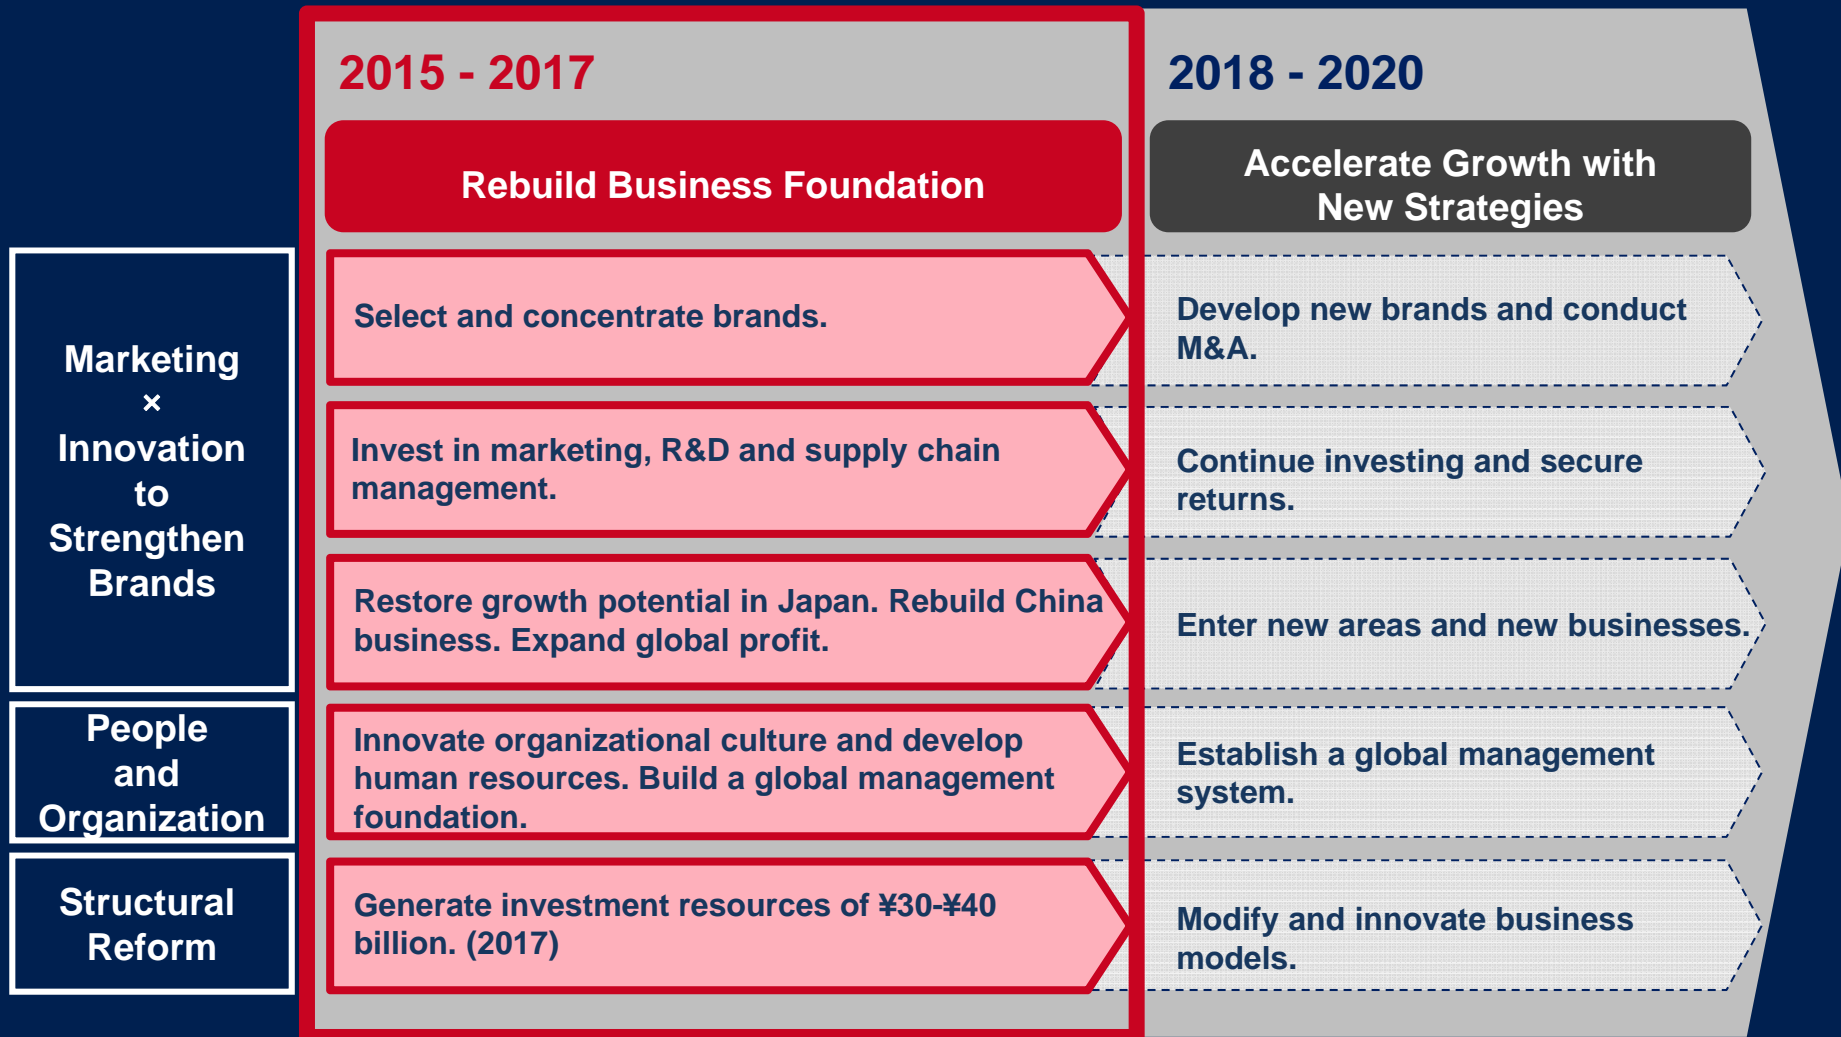 2015 - 2017
2018 - 2020
Rebuild Business Foundation
Accelerate Growth with
New Strategies
Marketing
×
Innovation
to
Strengthen
Brands
Select and concentrate brands.
Develop new brands and conduct
M&A.
Invest in marketing, R&D and supply chain
management.
Continue investing and secure
returns.
Restore growth potential in Japan. Rebuild China
business. Expand global profit.
Enter new areas and new businesses.
People
and
Organization
Innovate organizational culture and develop
human resources. Build a global management
foundation.
Establish a global management
system.
Structural
Reform
Generate investment resources of ¥30-¥40
billion. (2017)
Modify and innovate business
models.